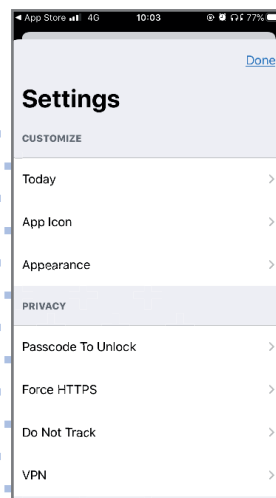 App Store 4G 10:03 77%
Done
Settings
CUSTOMIZE
Today
App Icon
Appearance
PRIVACY
Passcode To Unlock
Force HTTPS
Do Not Track
VPN